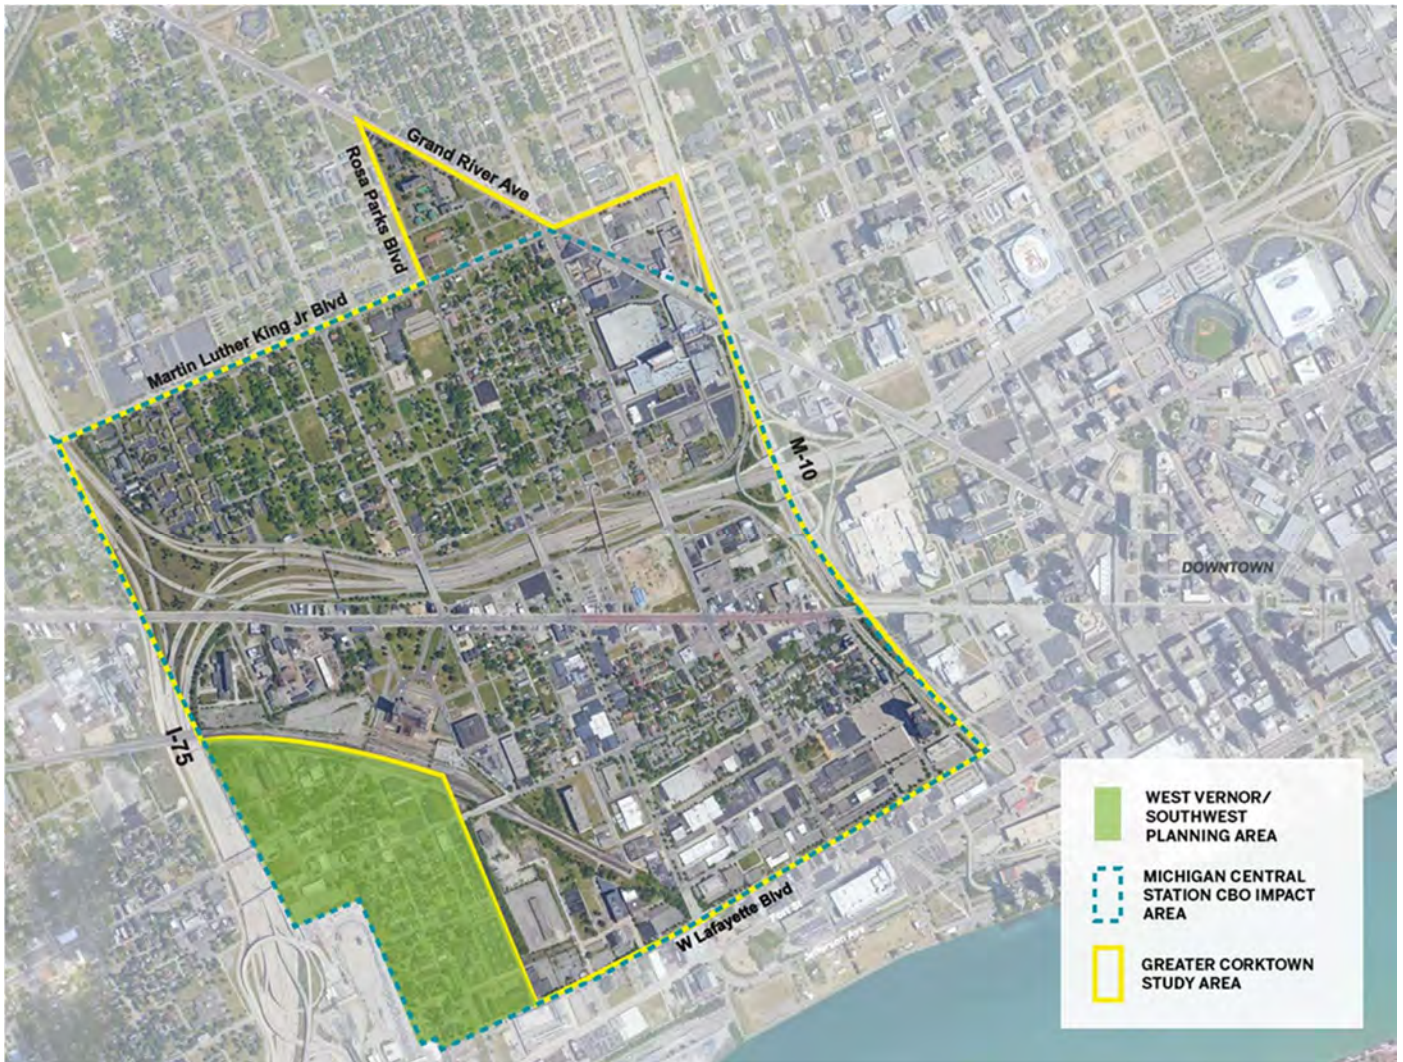 Grand River Ave
Rosa Parks Blvd
Martin Luther King Jr Blvd
M-10
DOWNTOWN
I-75
W Lafayette Blvd
WEST VERNOR/
SOUTHWEST
PLANNING AREA
MICHIGAN CENTRAL
STATION CBO IMPACT
AREA
GREATER CORKTOWN
STUDY AREA